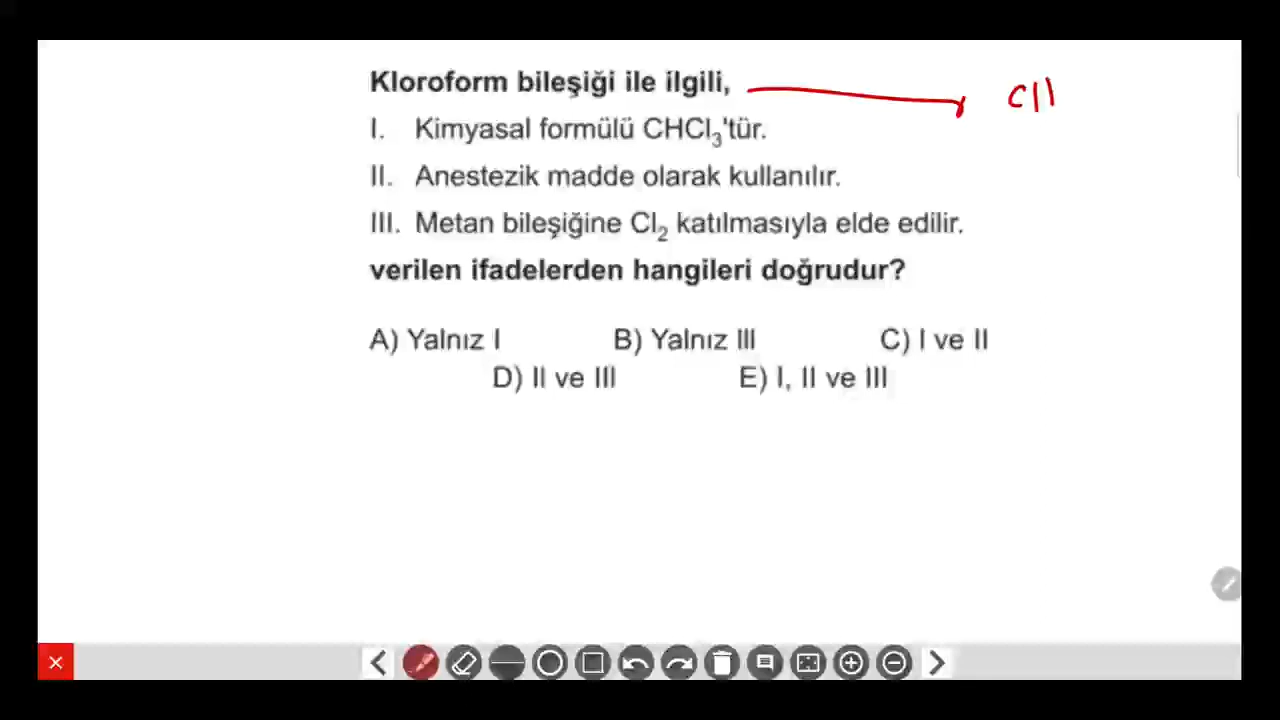 Kloroform bileşiği ile ilgili,
I. Kimyasal formülü CHCl₃'tür.
II. Anestezik madde olarak kullanılır.
III. Metan bileşiğine Cl₂ katılmasıyla elde edilir.
verilen ifadelerden hangileri doğrudur?
A) Yalnız I B) Yalnız III C) I ve II
D) II ve III E) I, II ve III